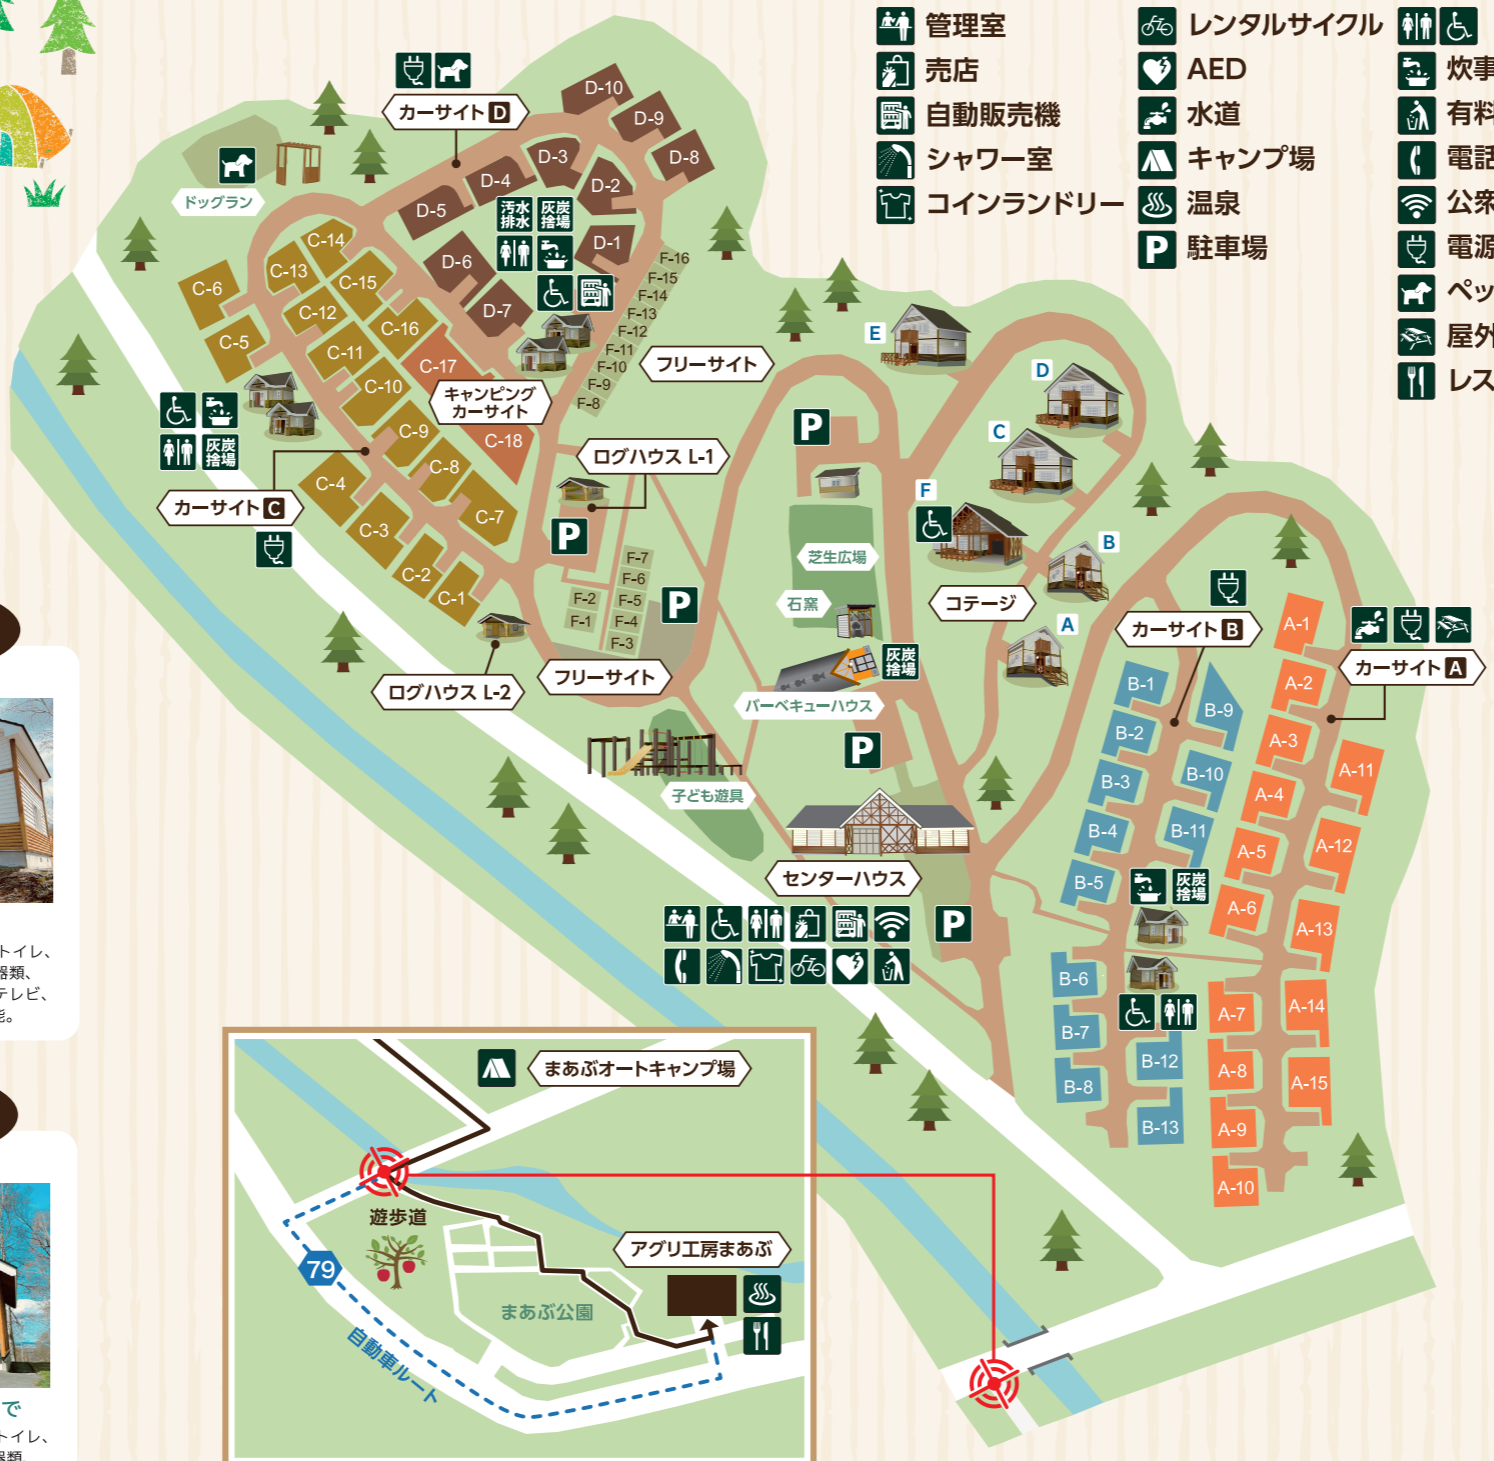 管理室
売店
自動販売機
シャワー室
コインランドリー
レンタルサイクル
AED
水道
キャンプ場
温泉
P 駐車場
炊事
有料
電話
公衆
電源
ペッ
屋外
レス
カーサイト D
ドッグラン
D-10
D-9
D-8
D-3
D-4
D-2
D-5
D-1
D-6
D-7
汚水
排水
灰炭
捨場
C-14
C-13
C-15
C-6
C-12
C-16
C-5
C-11
C-17
C-10
キャンピング
カーサイト
C-9
C-18
C-8
C-4
C-7
C-3
C-2
C-1
灰炭
捨場
カーサイト C
F-16
F-15
F-14
F-13
F-12
F-11
F-10
F-9
F-8
フリーサイト
ログハウス L-1
P
F-7
F-6
F-5
F-4
F-3
F-2
F-1
P
フリーサイト
ログハウス L-2
P
芝生広場
石窯
灰炭
捨場
バーベキューハウス
P
子ども遊具
センターハウス
P
E
D
C
F
B
A
コテージ
カーサイト B
カーサイト A
B-1
B-2
B-3
B-4
B-5
B-6
B-7
B-8
B-9
B-10
B-11
B-12
B-13
灰炭
捨場
A-1
A-2
A-3
A-4
A-5
A-6
A-7
A-8
A-9
A-10
A-11
A-12
A-13
A-14
A-15
まあぶオートキャンプ場
遊歩道
79
アグリ工房まあぶ
まあぶ公園
自動車ルート
トイレ、
器類、
テレビ、
能。
で
トイレ、
器類、